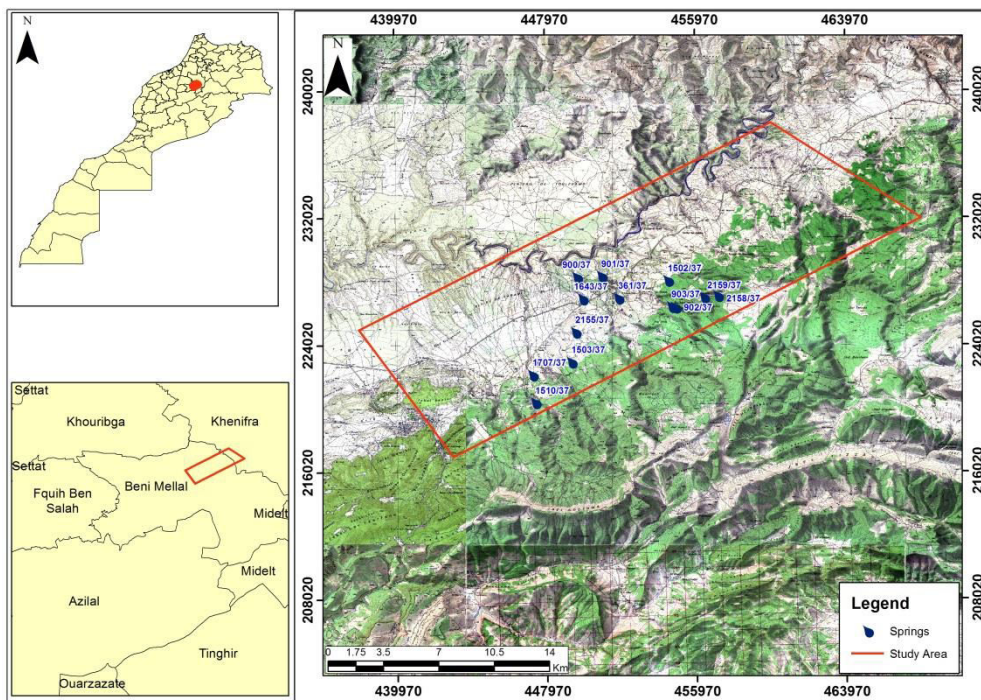 N
Settat
Khouribga
Khenifra
Settat
Fquih Ben
Salah
Beni Mellal
Midelt
Midelt
Azilal
Tinghir
Ouarzazate
439970 447970 455970 463970
N
240020 240020
232020 232020
224020 224020
216020 216020
208020 208020
900/37
901/37
1502/37
1643/37
361/37
903/37
2159/37
902/37
2158/37
2155/37
1503/37
1707/37
1510/37
0 1.75 3.5 7 10.5 14
Km
Legend
Springs
Study Area
439970 447970 455970 463970